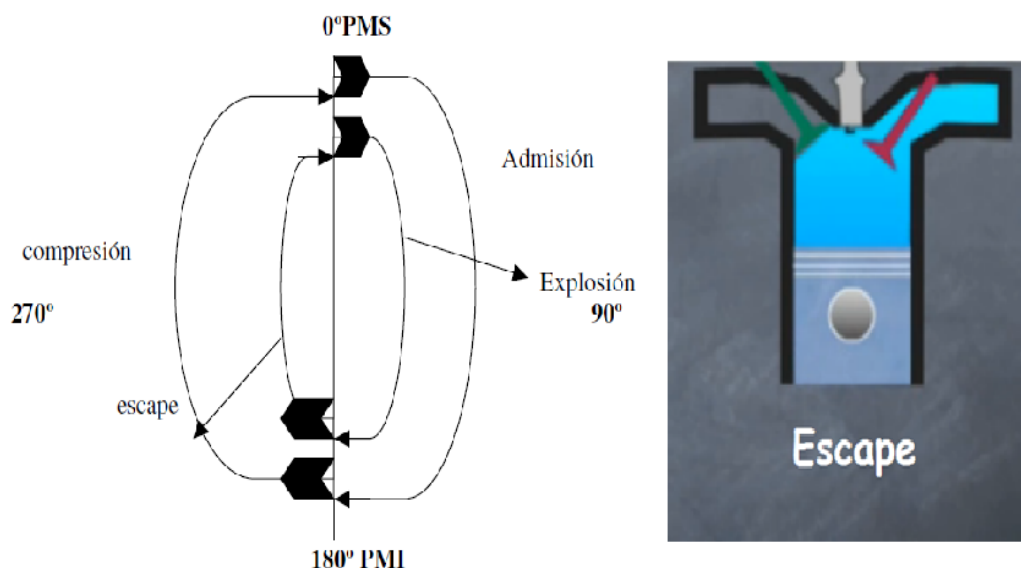 0ºPMS
Admisión
compresión
Explosión
270º
90º
escape
Escape
180º PMI